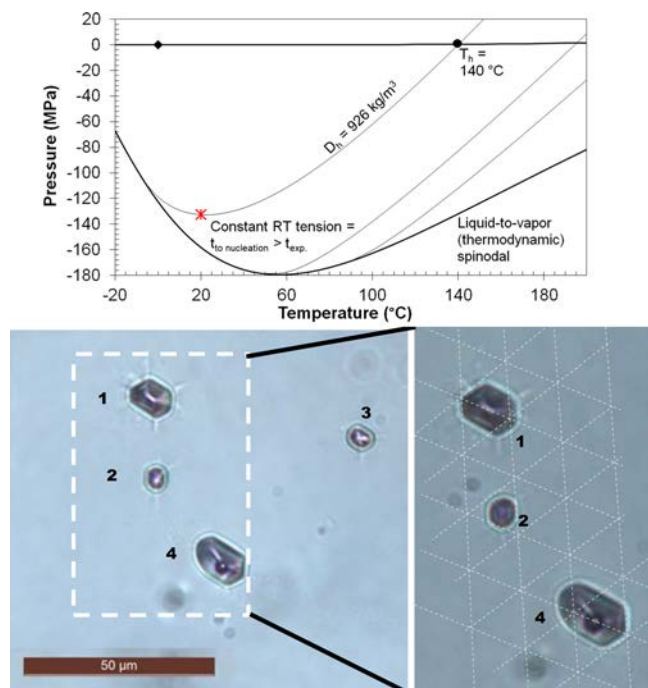 20
0
-20
-40
-60
-80
-100
-120
-140
-160
-180
Pressure (MPa)
T_h =
140 °C
D_h = 926 kg/m³
Constant RT tension =
t_to nucleation > t_exp.
Liquid-to-vapor
(thermodynamic)
spinodal
-20 20 60 100 140 180
Temperature (°C)
1
2
3
4
50 µm
1
2
4